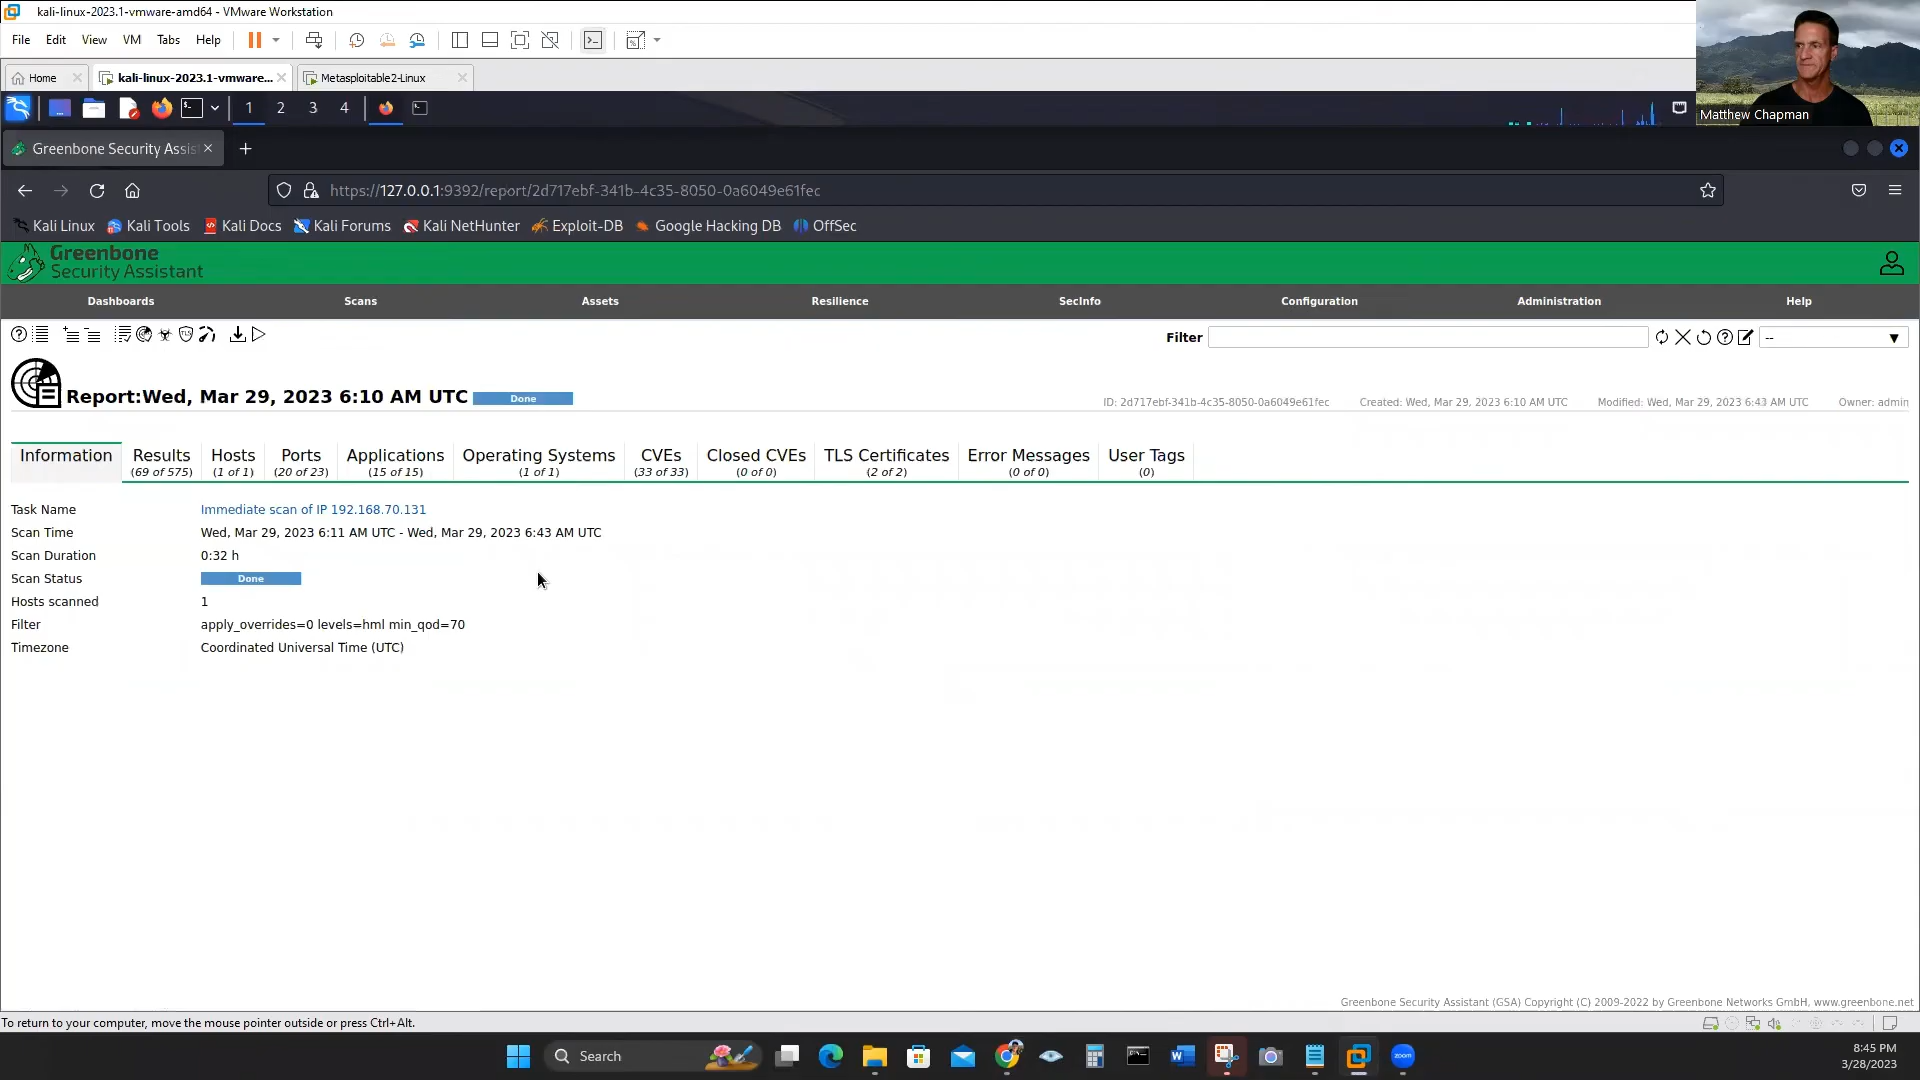 kali-linux-2023.1-vmware-amd64 - VMware Workstation
File Edit View VM Tabs Help
Home kali-linux-2023.1-vmware... Metasploitable2-Linux
1 2 3 4
Matthew Chapman
Greenbone Security Assis
https://127.0.0.1:9392/report/2d717ebf-341b-4c35-8050-0a6049e61fec
Kali Linux Kali Tools Kali Docs Kali Forums Kali NetHunter Exploit-DB Google Hacking DB OffSec
Greenbone
Security Assistant
Dashboards Scans Assets Resilience SecInfo Configuration Administration Help
Filter --
Report:Wed, Mar 29, 2023 6:10 AM UTC Done ID: 2d717ebf-341b-4c35-8050-0a6049e61fec Created: Wed, Mar 29, 2023 6:10 AM UTC Modified: Wed, Mar 29, 2023 6:43 AM UTC Owner: admin
Information Results Hosts Ports Applications Operating Systems CVEs Closed CVEs TLS Certificates Error Messages User Tags
(69 of 575) (1 of 1) (20 of 23) (15 of 15) (1 of 1) (33 of 33) (0 of 0) (2 of 2) (0 of 0) (0)
Task Name Immediate scan of IP 192.168.70.131
Scan Time Wed, Mar 29, 2023 6:11 AM UTC - Wed, Mar 29, 2023 6:43 AM UTC
Scan Duration 0:32 h
Scan Status Done
Hosts scanned 1
Filter apply_overrides=0 levels=hml min_qod=70
Timezone Coordinated Universal Time (UTC)
Greenbone Security Assistant (GSA) Copyright (C) 2009-2022 by Greenbone Networks GmbH, www.greenbone.net
To return to your computer, move the mouse pointer outside or press Ctrl+Alt.
Search
zoom
8:45 PM
3/28/2023